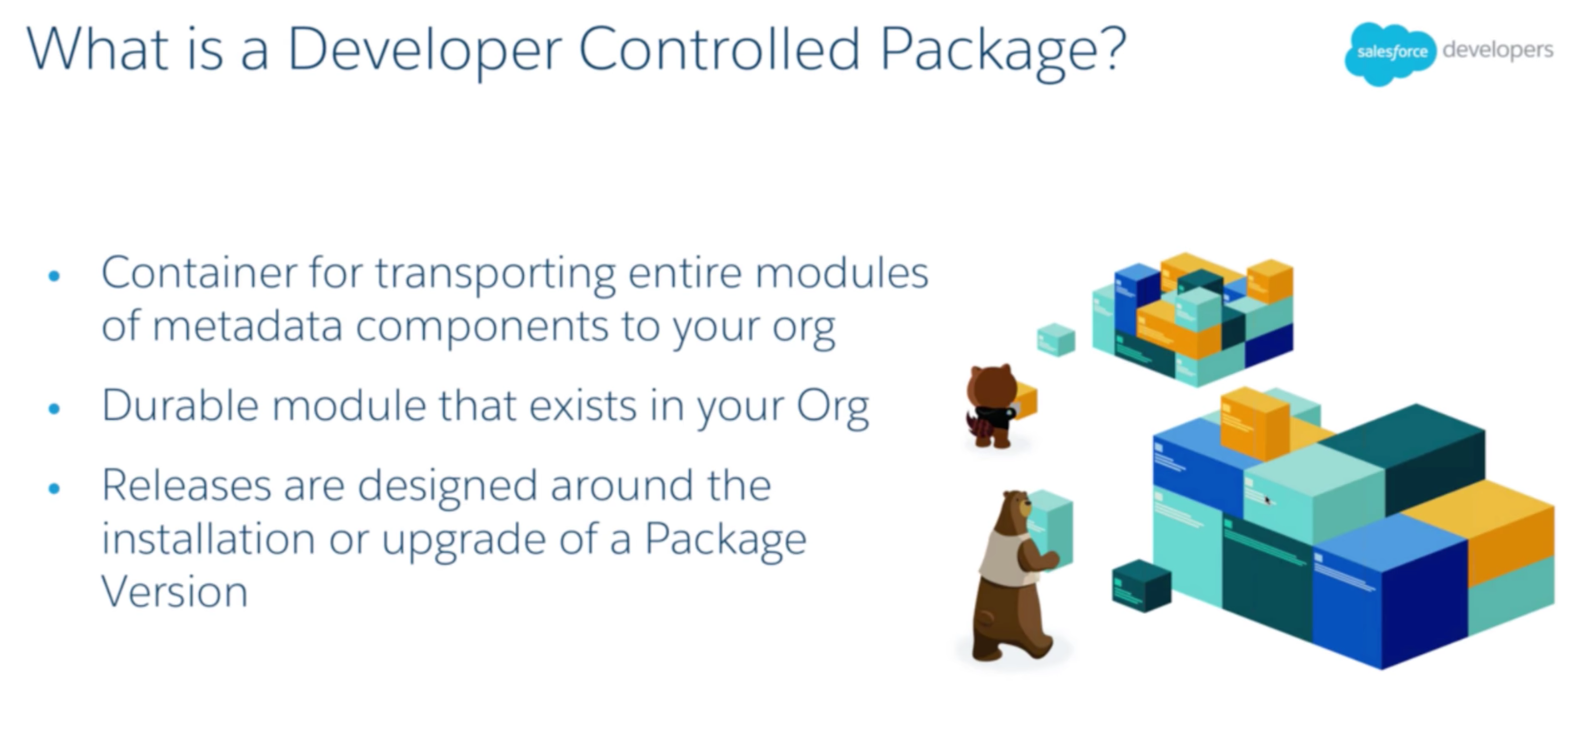 What is a Developer Controlled Package?
salesforce developers
• Container for transporting entire modules
of metadata components to your org
• Durable module that exists in your Org
• Releases are designed around the
installation or upgrade of a Package
Version